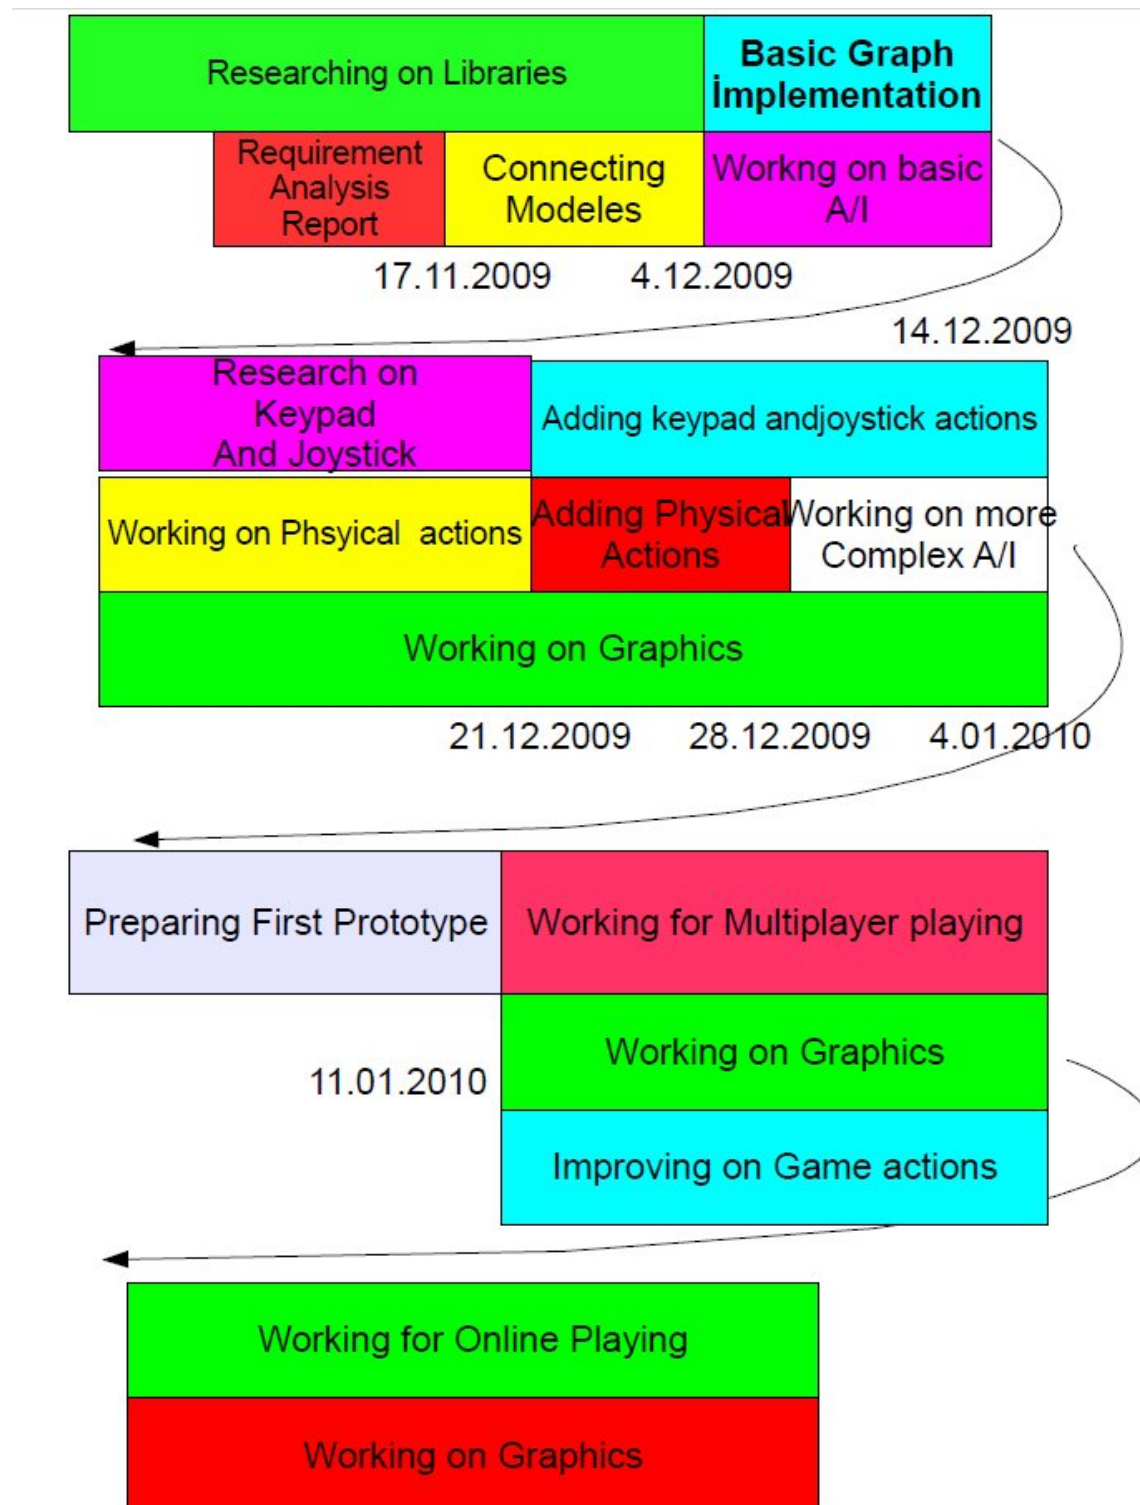 Researching on Libraries
Basic Graph
İmplementation
Requirement
Analysis
Report
Connecting
Modeles
Workng on basic
A/I
17.11.2009
4.12.2009
14.12.2009
Research on
Keypad
And Joystick
Adding keypad andjoystick actions
Working on Phsyical actions
Adding Physical
Actions
Working on more
Complex A/I
Working on Graphics
21.12.2009
28.12.2009
4.01.2010
Preparing First Prototype
Working for Multiplayer playing
Working on Graphics
11.01.2010
Improving on Game actions
Working for Online Playing
Working on Graphics